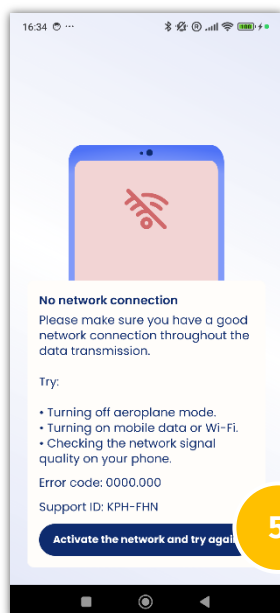 16:34
100
No network connection
Please make sure you have a good
network connection throughout the
data transmission.
Try:
• Turning off aeroplane mode.
• Turning on mobile data or Wi-Fi.
• Checking the network signal
quality on your phone.
Error code: 0000.000
Support ID: KPH-FHN
Activate the network and try again
5